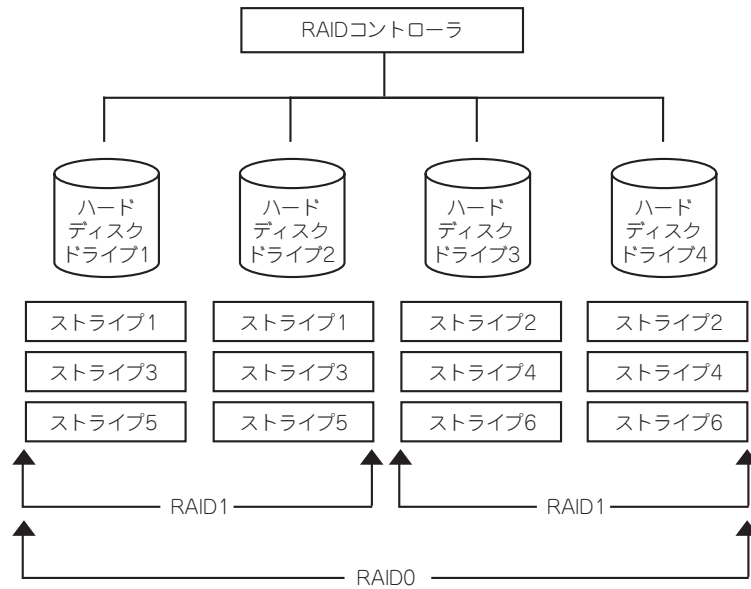 RAIDコントローラ
ハード
ディスク
ドライブ1
ハード
ディスク
ドライブ2
ハード
ディスク
ドライブ3
ハード
ディスク
ドライブ4
ストライプ1
ストライプ1
ストライプ2
ストライプ2
ストライプ3
ストライプ3
ストライプ4
ストライプ4
ストライプ5
ストライプ5
ストライプ6
ストライプ6
RAID1
RAID1
RAID0